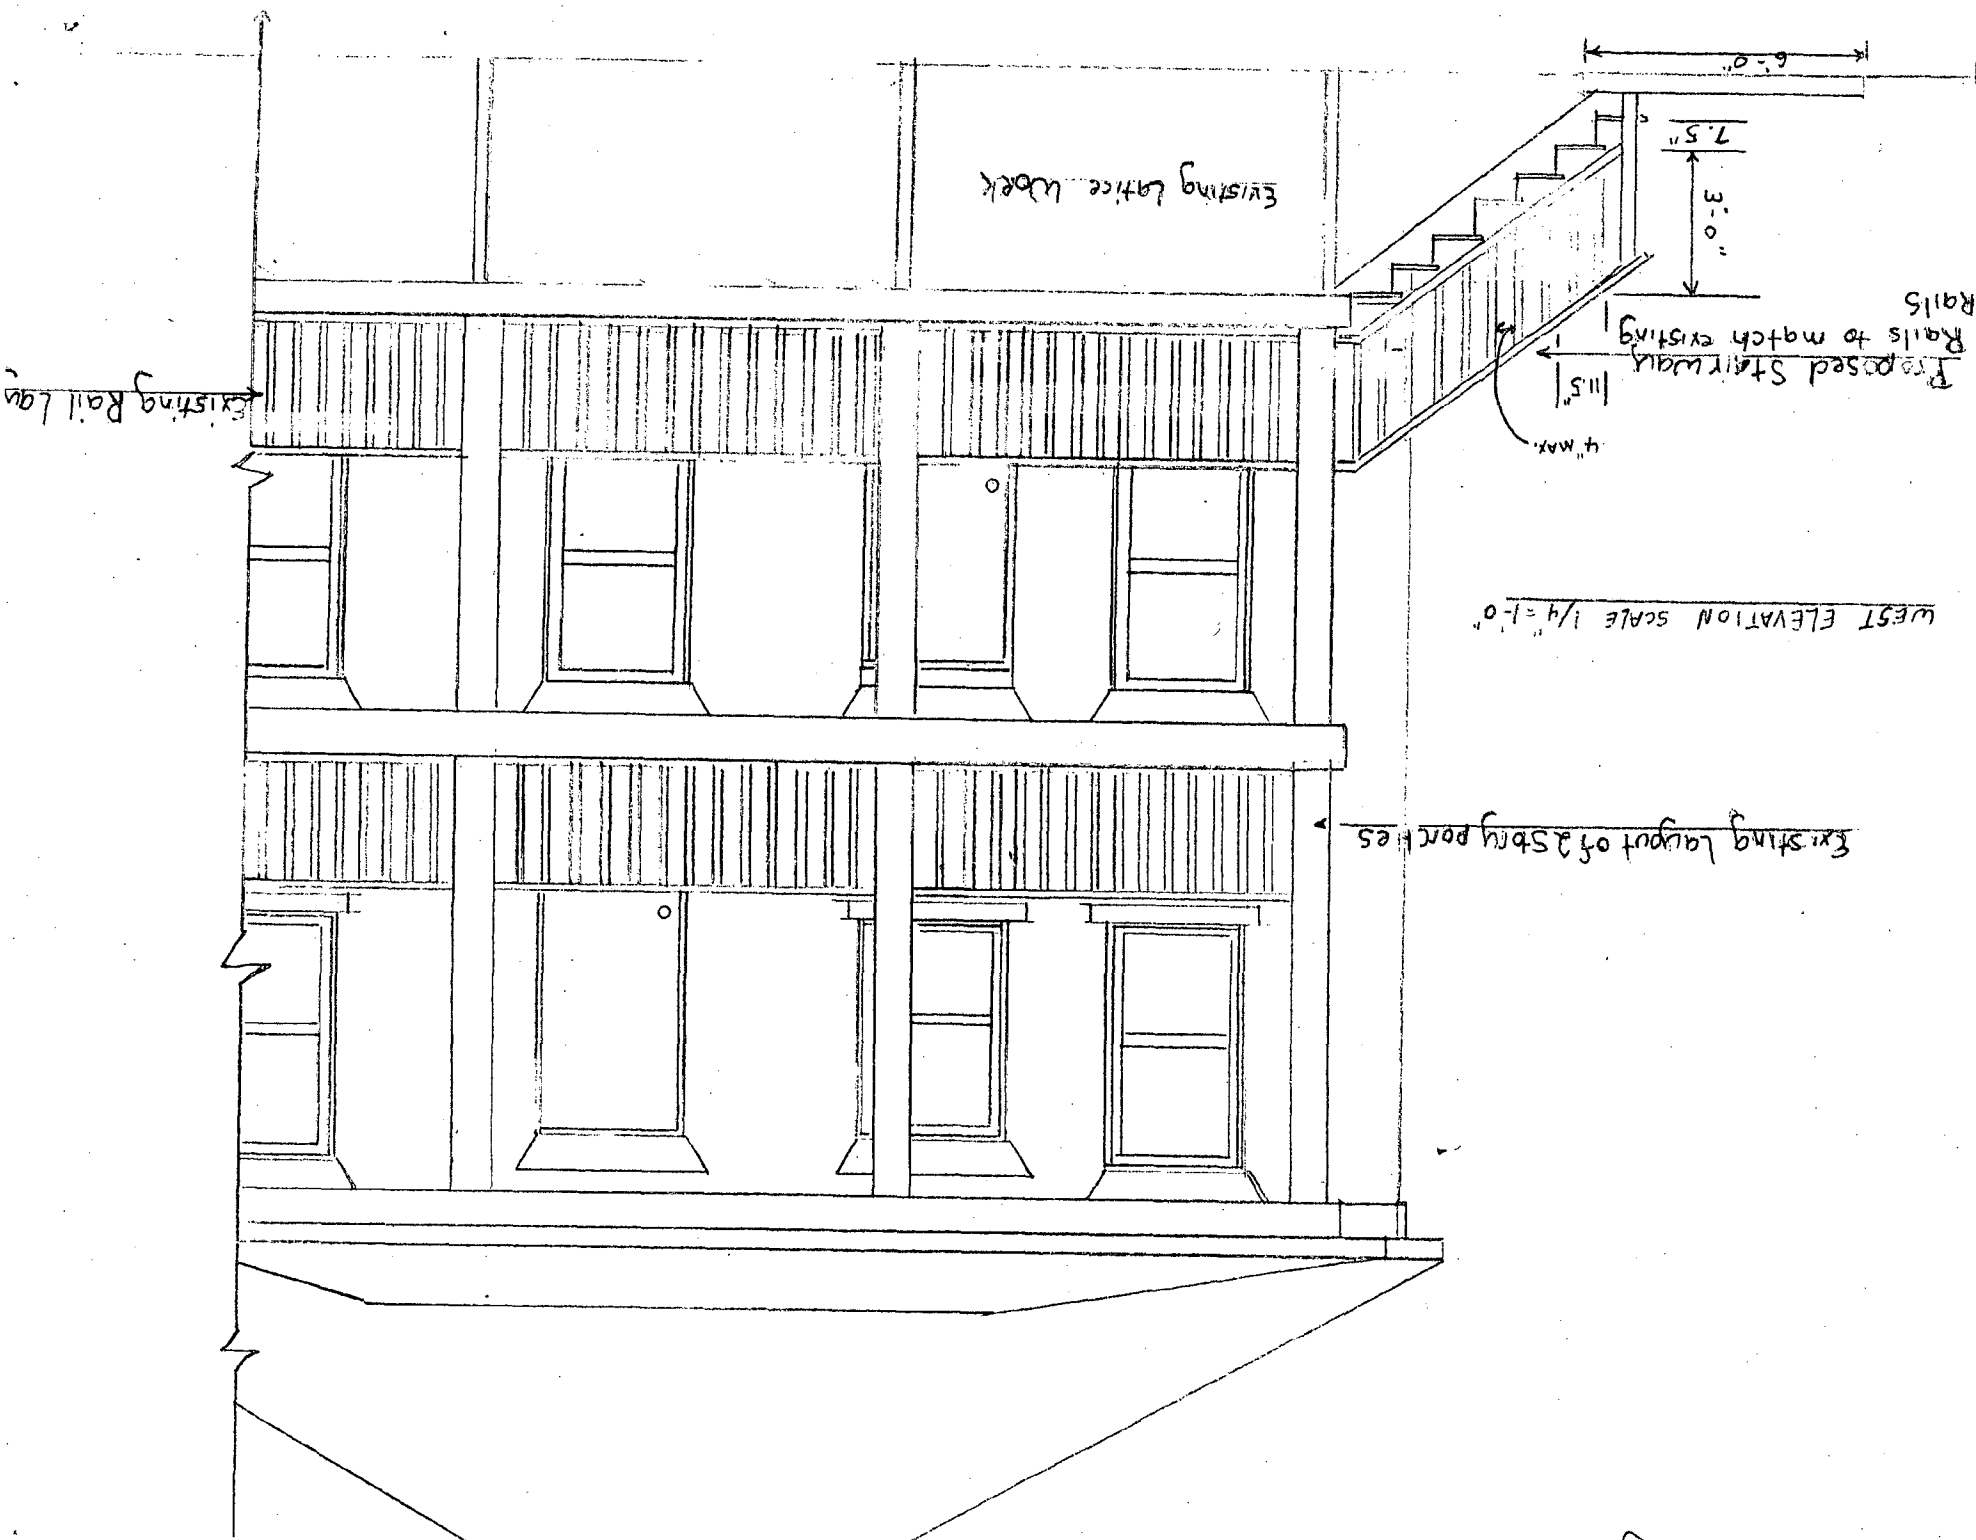 Existing Layout of 2 Story porches
WEST ELEVATION SCALE 1/4"=1'-0"
4" MAX.
11.5"
Proposed Stairway
Rails to match existing
Rails
Existing Rail Lay
3'-0"
7.5"
Existing Latice Work
6'-0"